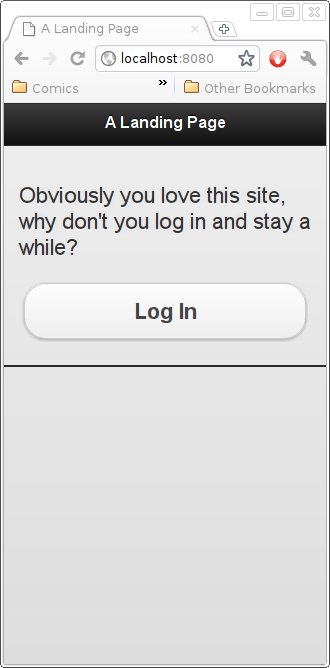 A Landing Page
localhost:8080
Comics
Other Bookmarks
A Landing Page
Obviously you love this site,
why don't you log in and stay a
while?
Log In